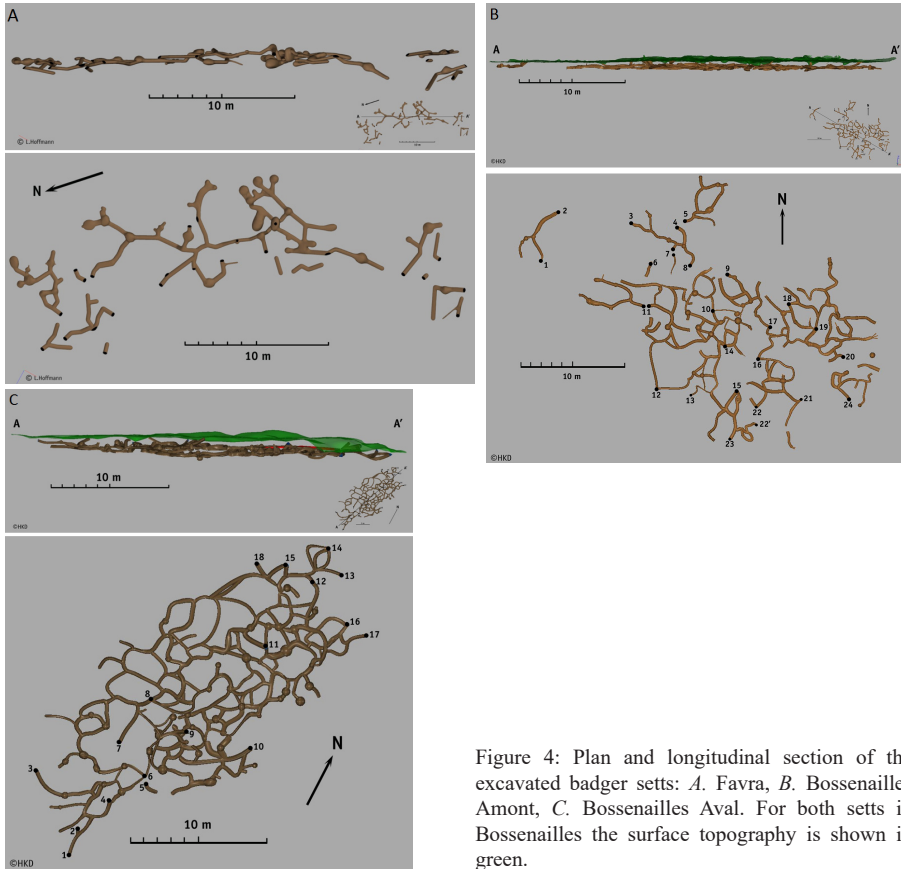 A
10 m
© L.Hoffmann
N
10 m
© L.Hoffmann
B
A
A'
10 m
©HKD
N
1
2
3
4
5
6
7
8
9
10
11
12
13
14
15
16
17
18
19
20
21
22
22'
23
24
10 m
©HKD
C
A
A'
10 m
©HKD
1
2
3
4
5
6
7
8
9
10
11
12
13
14
15
16
17
18
N
10 m
©HKD
Figure 4: Plan and longitudinal section of th
excavated badger setts: A. Favra, B. Bossenaille
Amont, C. Bossenailles Aval. For both setts i
Bossenailles the surface topography is shown i
green.